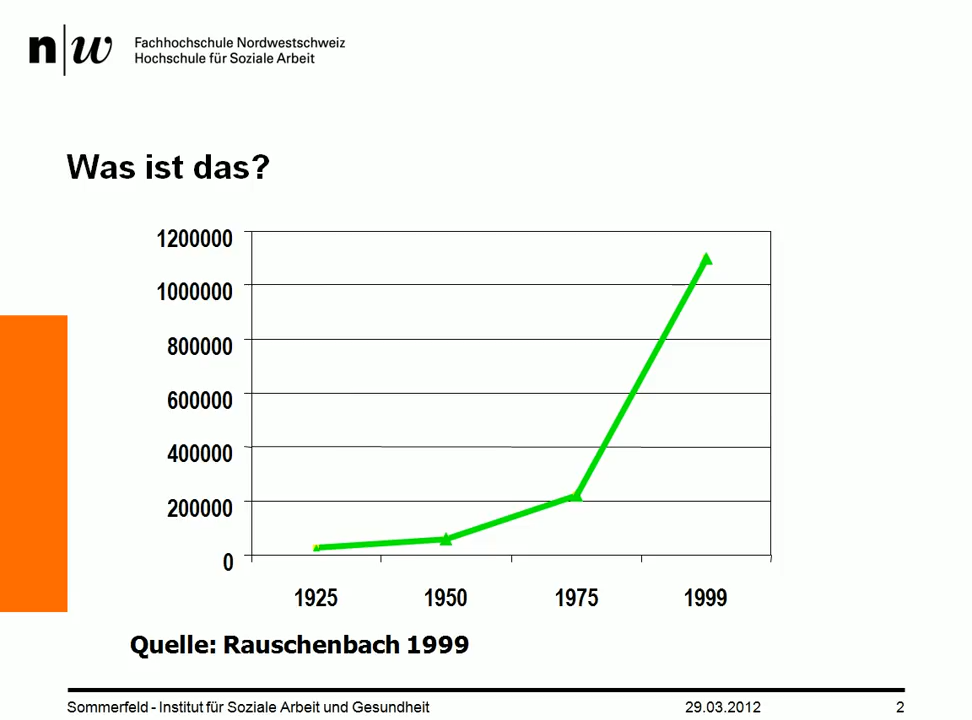 n|w Fachhochschule Nordwestschweiz
Hochschule für Soziale Arbeit
Was ist das?
1200000
1000000
800000
600000
400000
200000
0
1925 1950 1975 1999
Quelle: Rauschenbach 1999
Sommerfeld - Institut für Soziale Arbeit und Gesundheit 29.03.2012 2